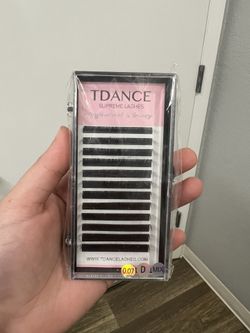 TDANCE
SUPREME LASHES
WWW.TDANCELASHES.COM
0.07 D MIX